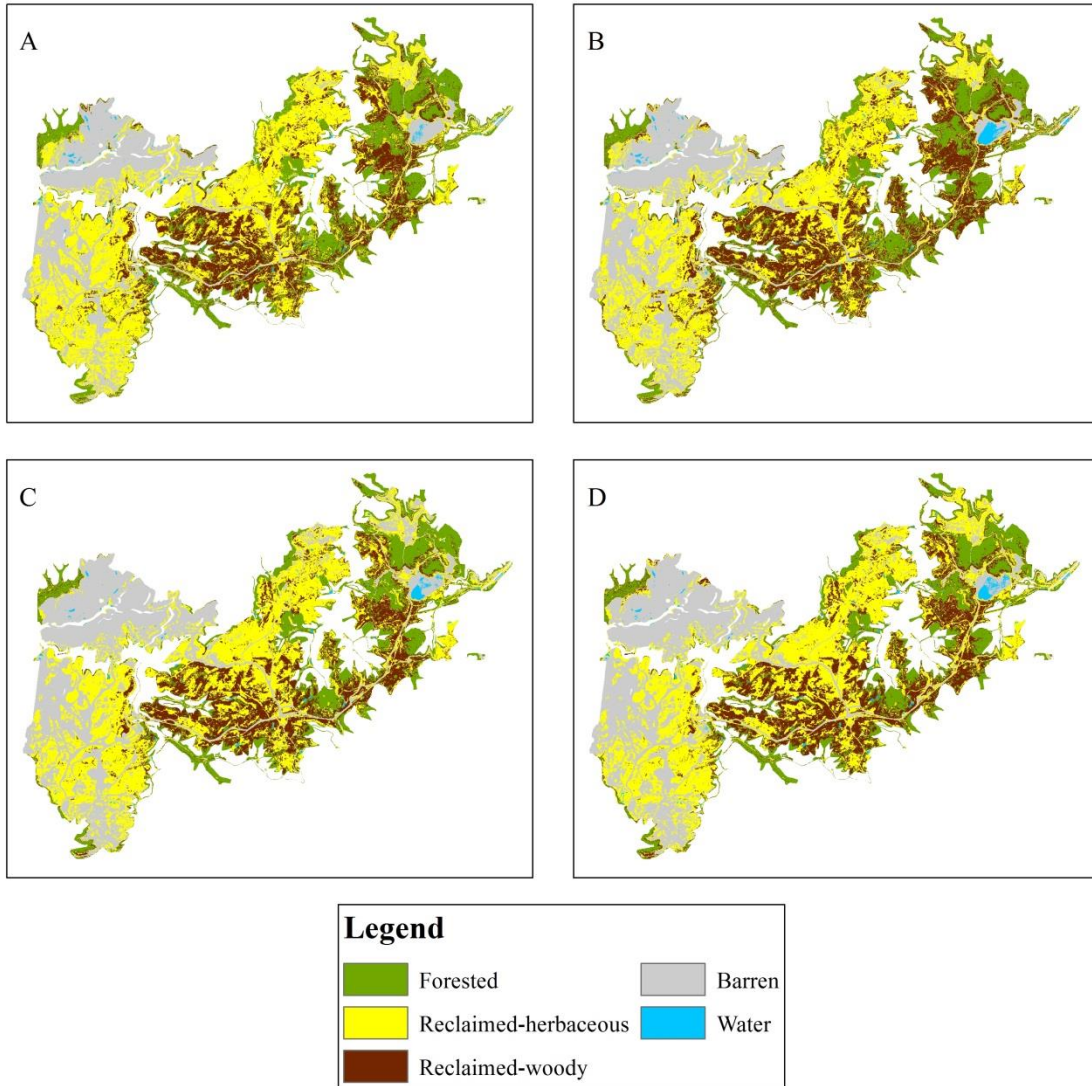 A
B
C
D
Legend
Forested
Barren
Reclaimed-herbaceous
Water
Reclaimed-woody